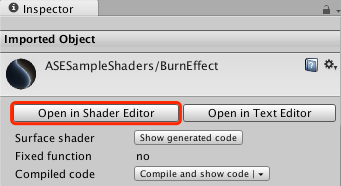 Inspector
Imported Object
ASESampleShaders/BurnEffect
Open in Shader Editor Open in Text Editor
Surface shader Show generated code
Fixed function no
Compiled code Compile and show code